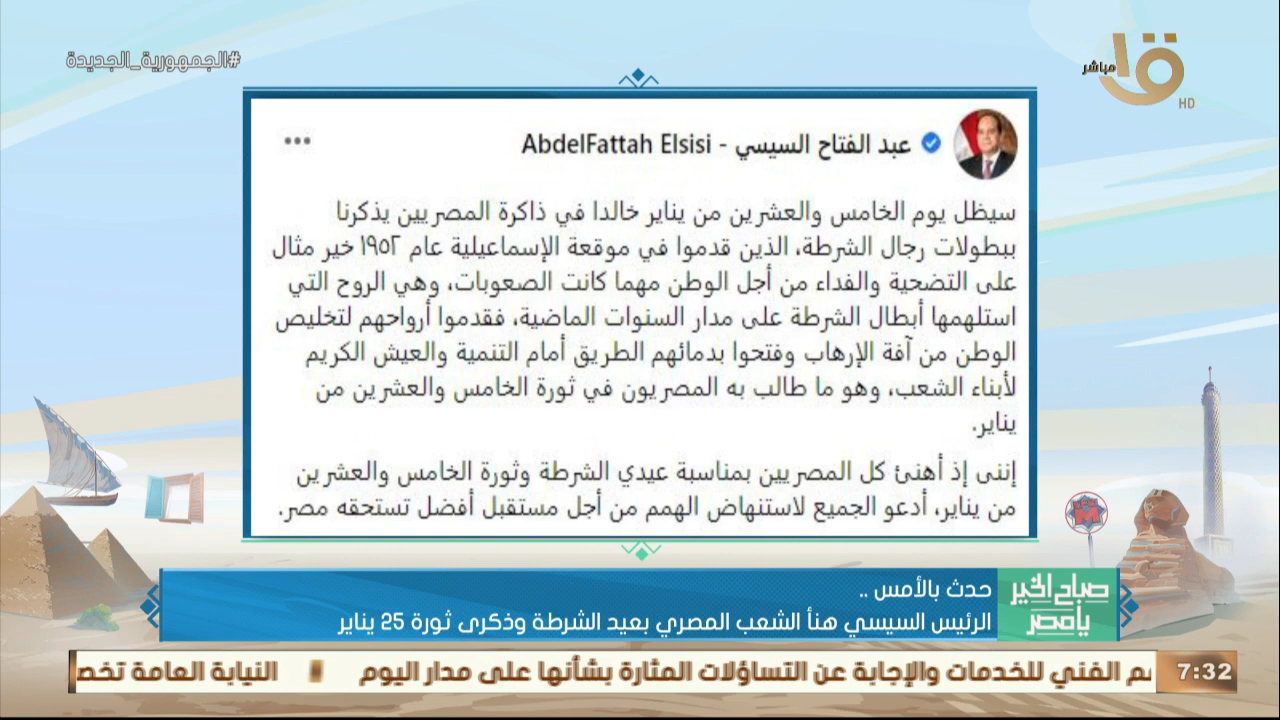 #الجمهورية_الجديدة
مباشر
HD
عبد الفتاح السيسي - AbdelFattah Elsisi
سيظل يوم الخامس والعشرين من يناير خالدا في ذاكرة المصريين يذكرنا
ببطولات رجال الشرطة، الذين قدموا في موقعة الإسماعيلية عام ١٩٥٢ خير مثال
على التضحية والفداء من أجل الوطن مهما كانت الصعوبات، وهي الروح التي
استلهمها أبطال الشرطة على مدار السنوات الماضية، فقدموا أرواحهم لتخليص
الوطن من آفة الإرهاب وفتحوا بدمائهم الطريق أمام التنمية والعيش الكريم
لأبناء الشعب، وهو ما طالب به المصريون في ثورة الخامس والعشرين من
يناير.
إننى إذ أهنئ كل المصريين بمناسبة عيدي الشرطة وثورة الخامس والعشرين
من يناير، أدعو الجميع لاستنهاض الهمم من أجل مستقبل أفضل تستحقه مصر.
صباح الخير
يا مصر
حدث بالأمس ..
الرئيس السيسي هنأ الشعب المصري بعيد الشرطة وذكرى ثورة 25 يناير
7:32
الفني للخدمات والإجابة عن التساؤلات المثارة بشأنها على مدار اليوم النيابة العامة